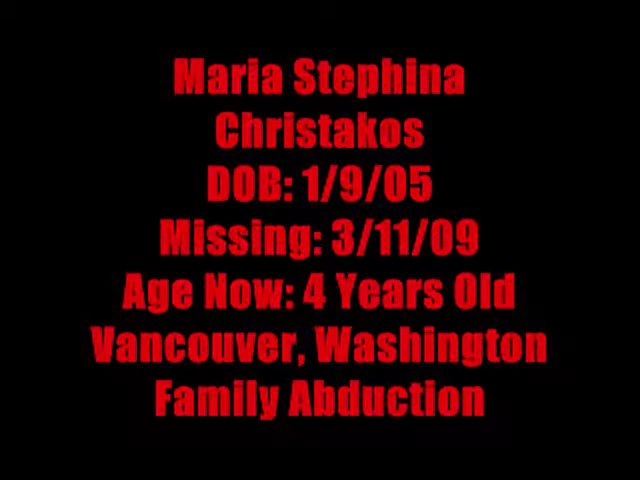 Maria Stephina
Christakos
DOB: 1/9/05
Missing: 3/11/09
Age Now: 4 Years Old
Vancouver, Washington
Family Abduction